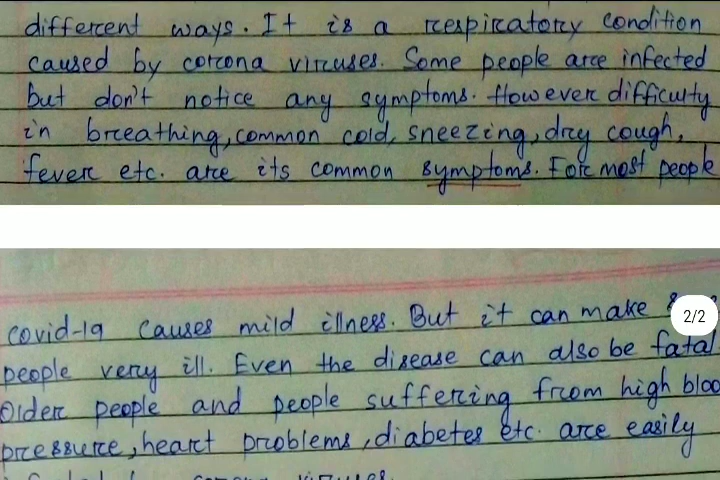 different ways. It is a respiratory condition
caused by corona viruses. Some people are infected
but don't notice any symptoms. However difficulty
in breathing, common cold, sneezing, dry cough,
fever etc. are its common symptoms. For most people
covid-19 causes mild illness. But it can make
2/2
people very ill. Even the disease can also be fatal
Older people and people suffering from high bloo
pressure, heart problems, diabetes etc. are easily
corona viruses.